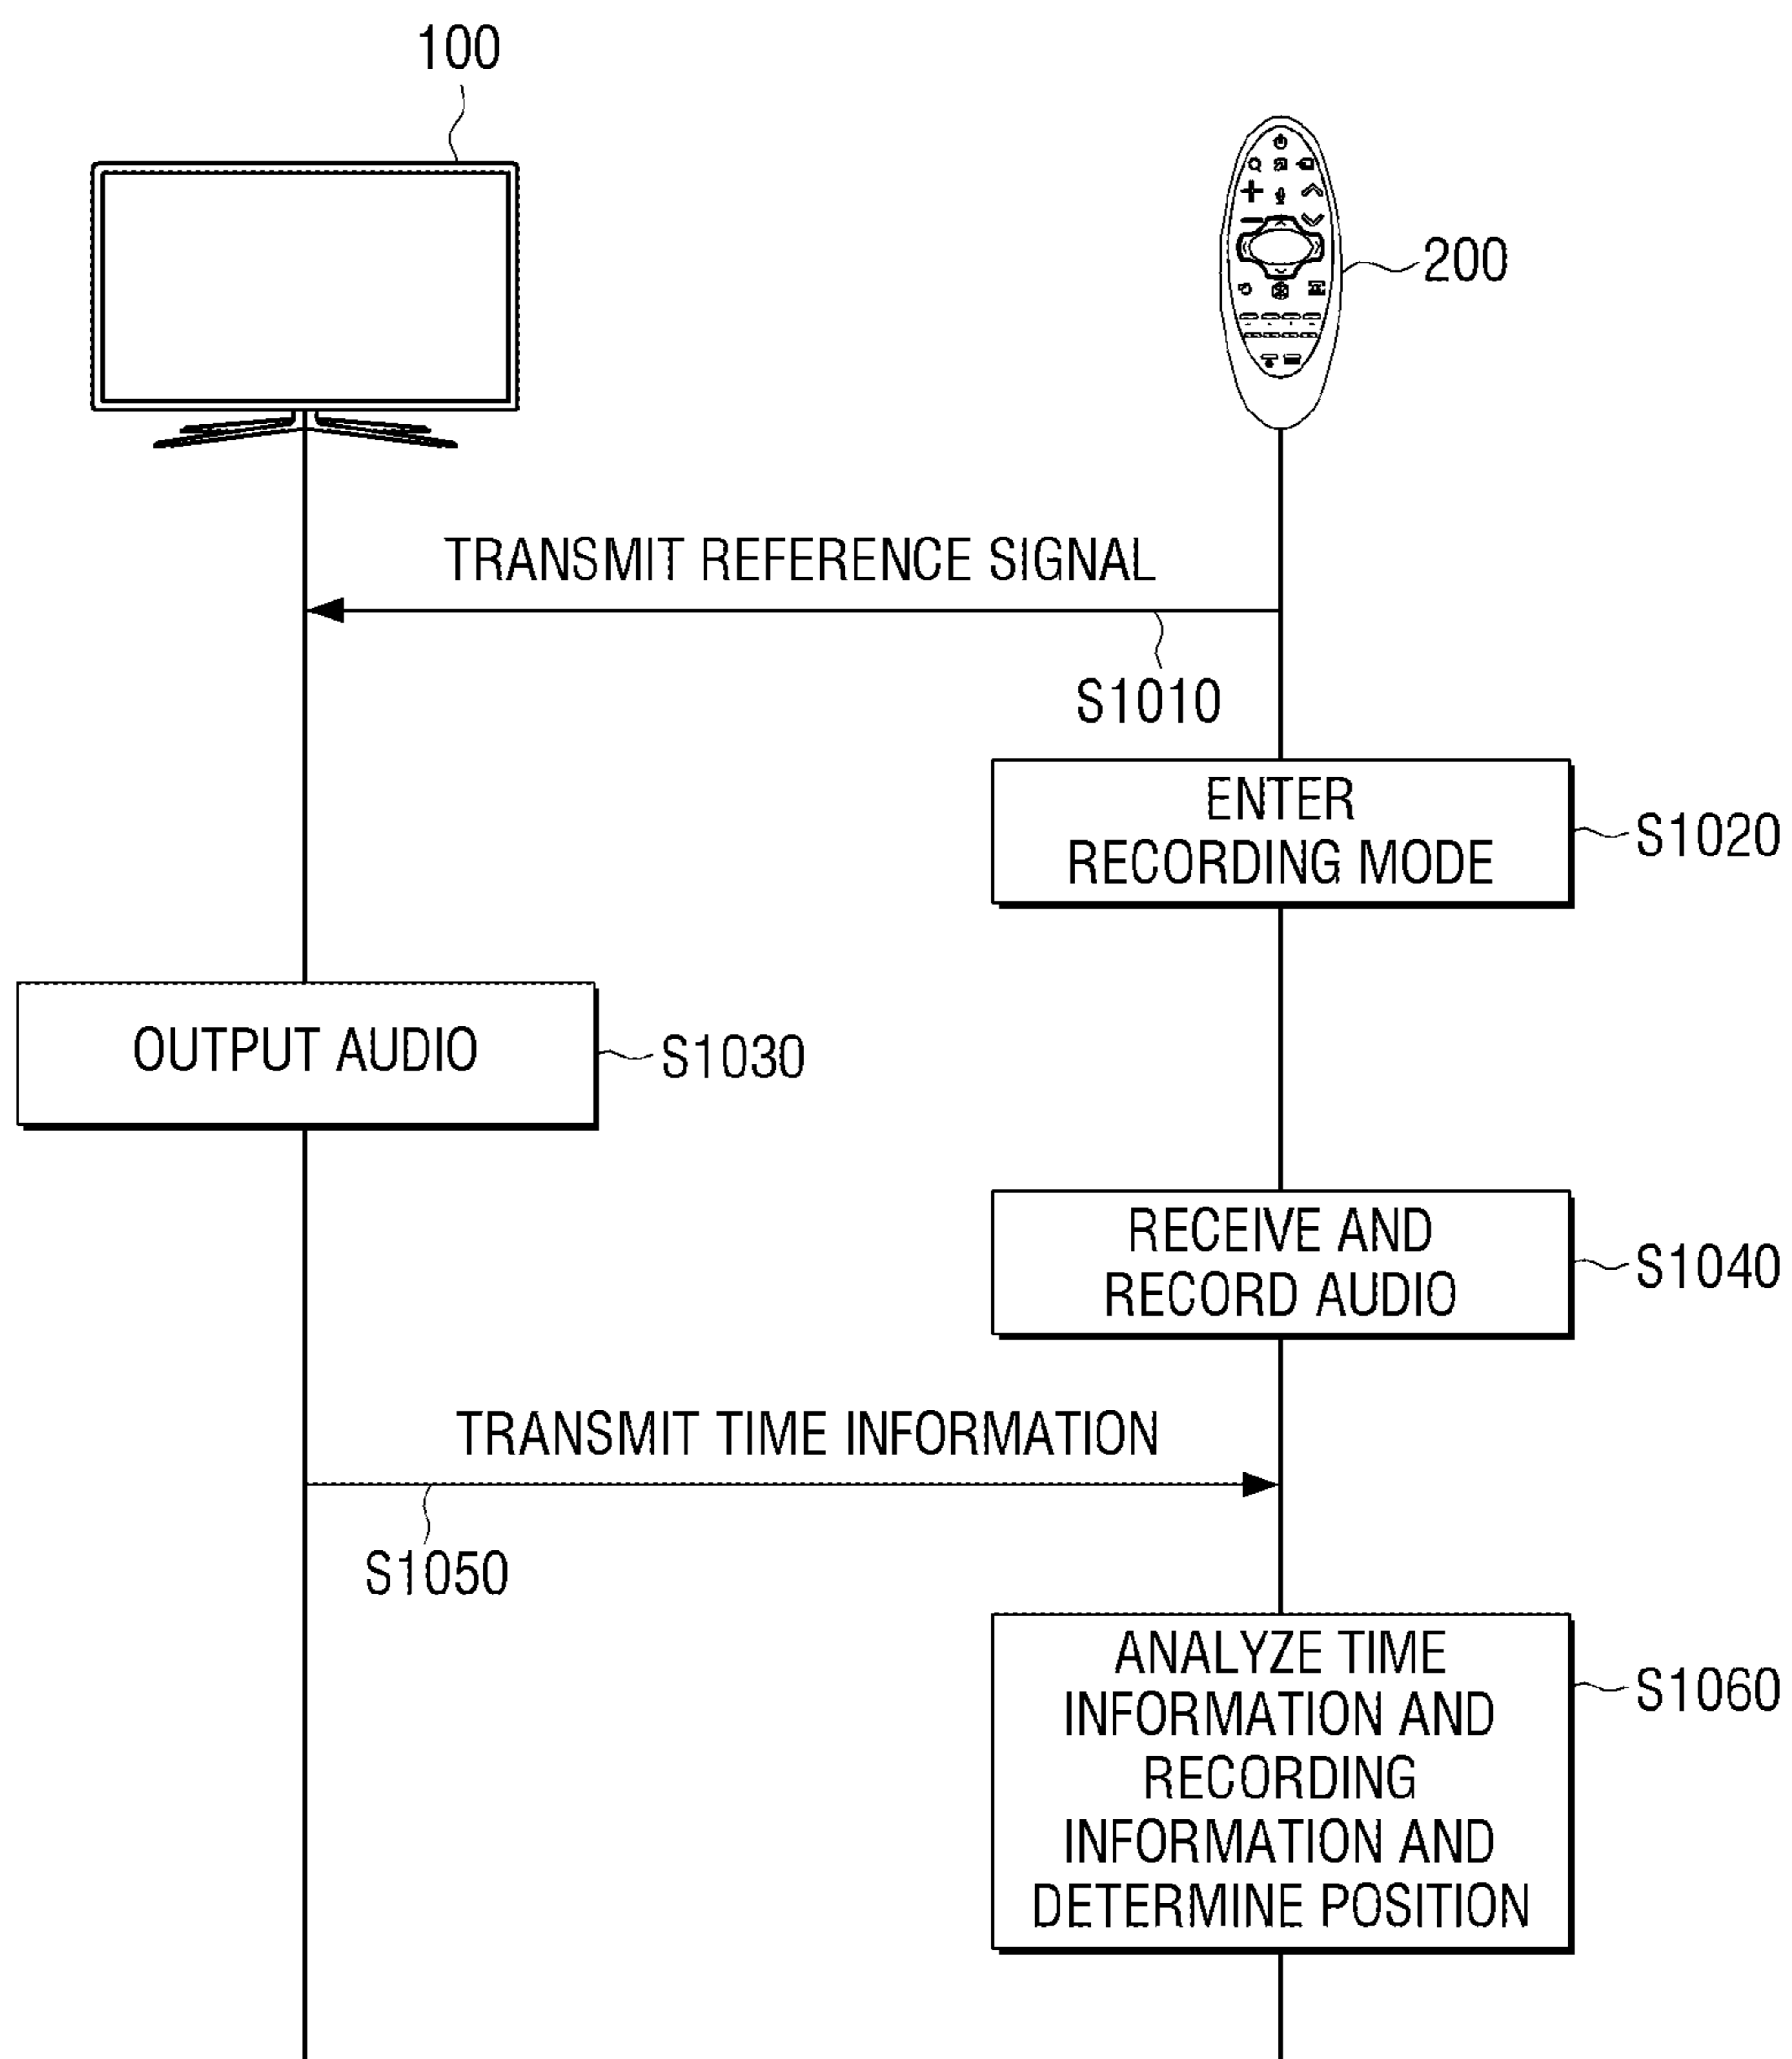 100
200
TRANSMIT REFERENCE SIGNAL
S1010
ENTER
RECORDING MODE
S1020
OUTPUT AUDIO
S1030
RECEIVE AND
RECORD AUDIO
S1040
TRANSMIT TIME INFORMATION
S1050
ANALYZE TIME
INFORMATION AND
RECORDING
INFORMATION AND
DETERMINE POSITION
S1060